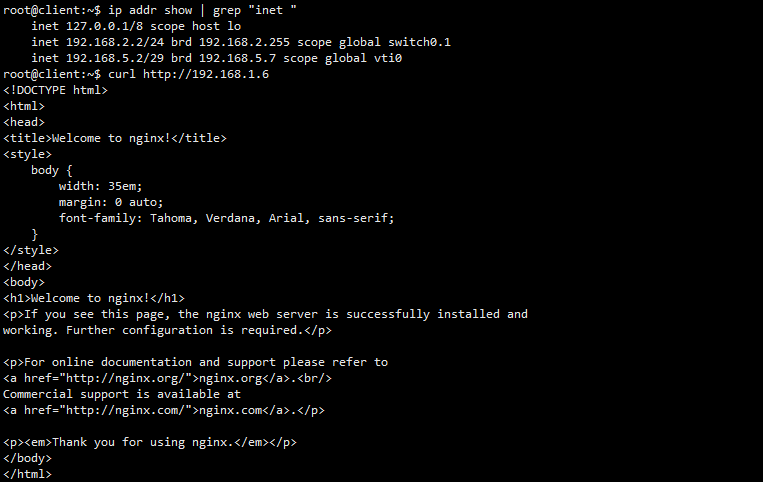 root@client:~$ ip addr show | grep "inet "
    inet 127.0.0.1/8 scope host lo
    inet 192.168.2.2/24 brd 192.168.2.255 scope global switch0.1
    inet 192.168.5.2/29 brd 192.168.5.7 scope global vti0
root@client:~$ curl http://192.168.1.6
<!DOCTYPE html>
<html>
<head>
<title>Welcome to nginx!</title>
<style>
    body {
        width: 35em;
        margin: 0 auto;
        font-family: Tahoma, Verdana, Arial, sans-serif;
    }
</style>
</head>
<body>
<h1>Welcome to nginx!</h1>
<p>If you see this page, the nginx web server is successfully installed and
working. Further configuration is required.</p>

<p>For online documentation and support please refer to
<a href="http://nginx.org/">nginx.org</a>.<br/>
Commercial support is available at
<a href="http://nginx.com/">nginx.com</a>.</p>

<p><em>Thank you for using nginx.</em></p>
</body>
</html>